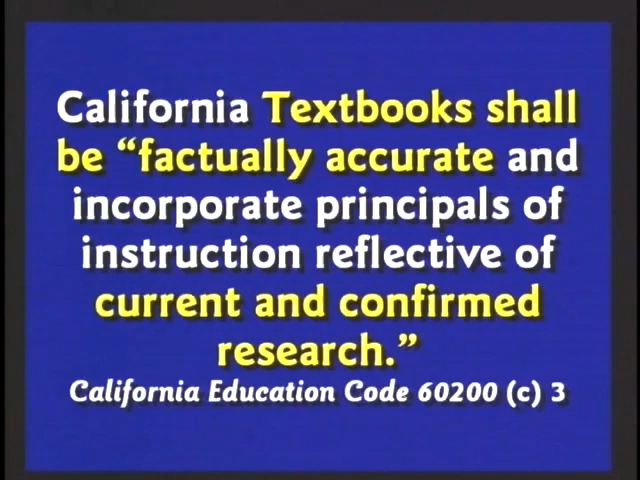 California Textbooks shall
be “factually accurate and
incorporate principals of
instruction reflective of
current and confirmed
research.”
California Education Code 60200 (c) 3